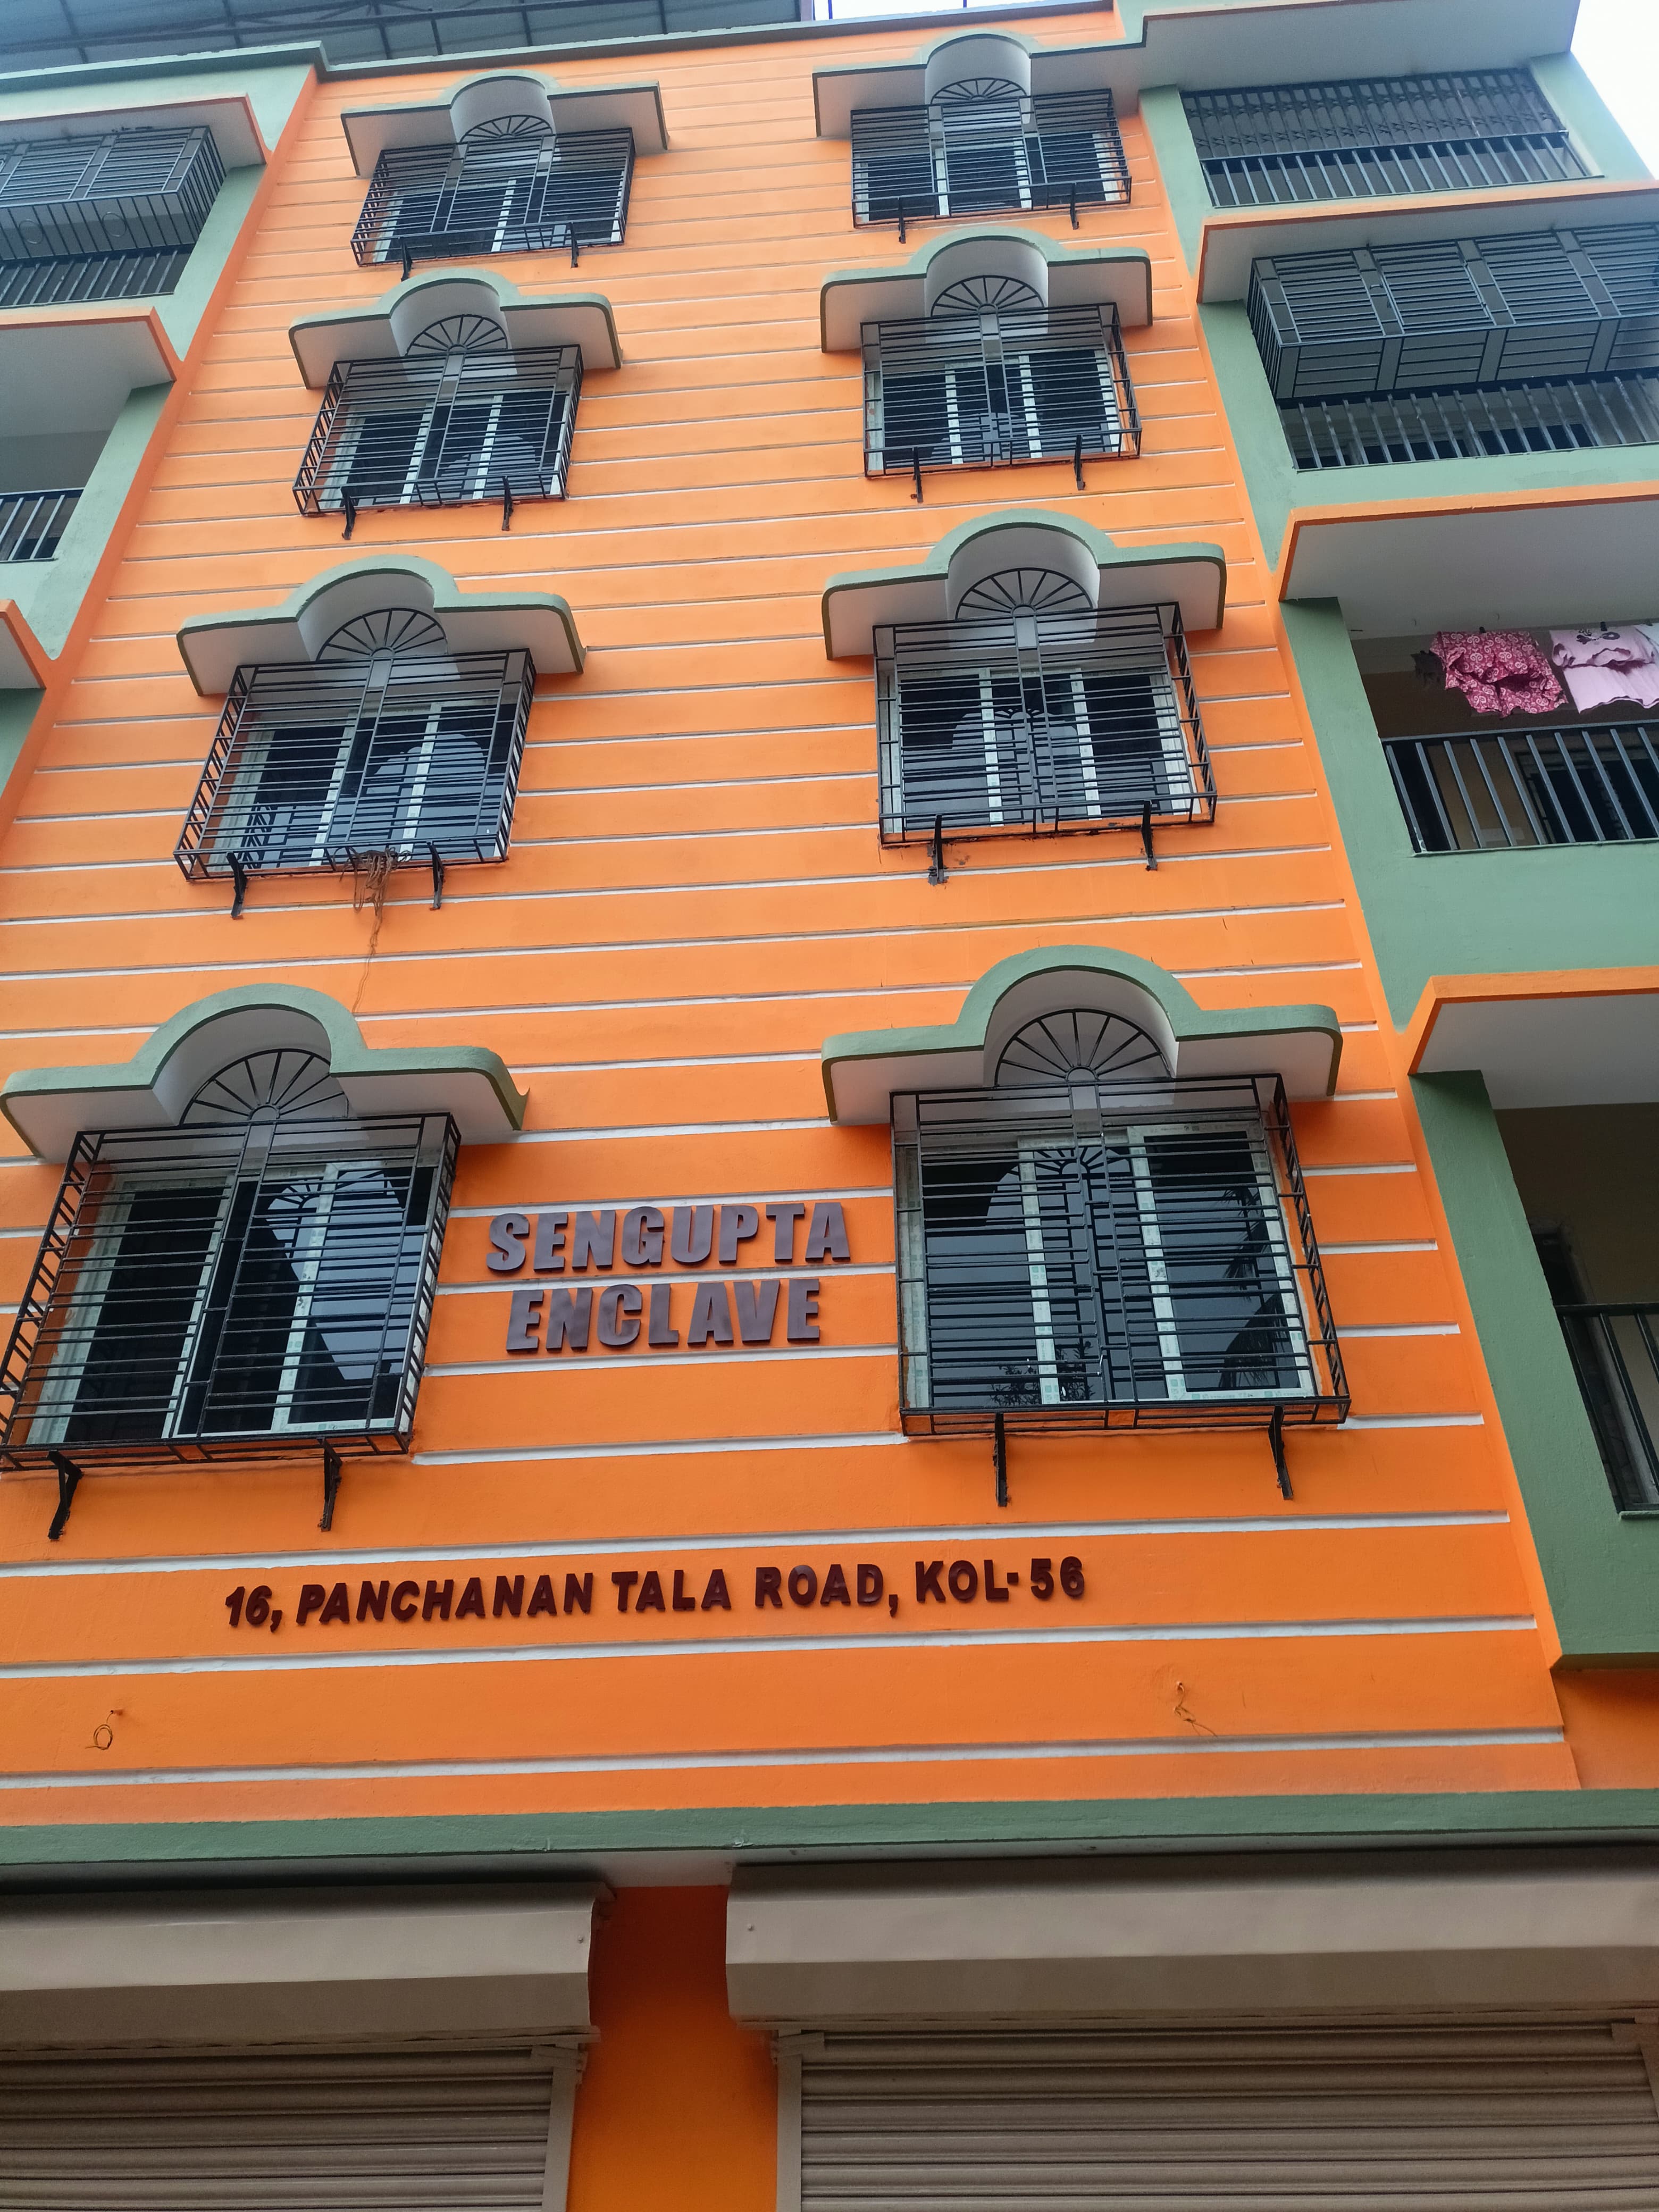 SENGUPTA
ENCLAVE
16, PANCHANAN TALA ROAD, KOL-56